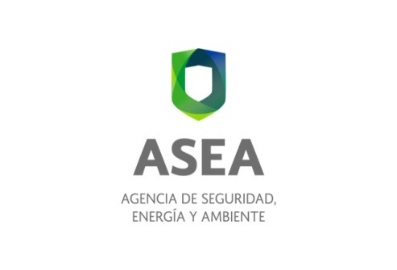 ASEA
AGENCIA DE SEGURIDAD,
ENERGÍA Y AMBIENTE